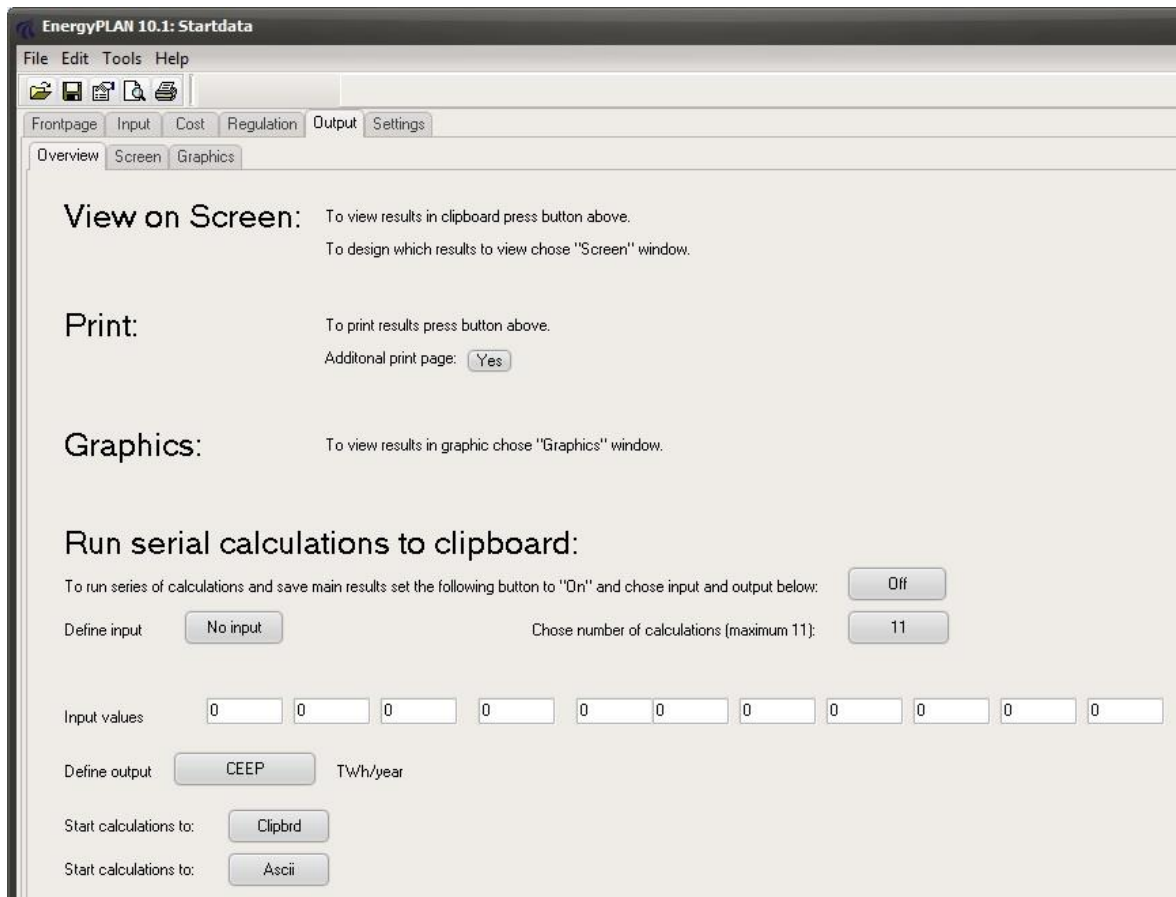 EnergyPLAN 10.1: Startdata
File Edit Tools Help
Frontpage Input Cost Regulation Output Settings
Overview Screen Graphics
View on Screen: To view results in clipboard press button above.
To design which results to view chose "Screen" window.
Print: To print results press button above.
Additonal print page: Yes
Graphics: To view results in graphic chose "Graphics" window.
Run serial calculations to clipboard:
To run series of calculations and save main results set the following button to "On" and chose input and output below: Off
Define input No input Chose number of calculations (maximum 11): 11
Input values 0 0 0 0 0 0 0 0 0 0 0
Define output CEEP TWh/year
Start calculations to: Clipbrd
Start calculations to: Ascii